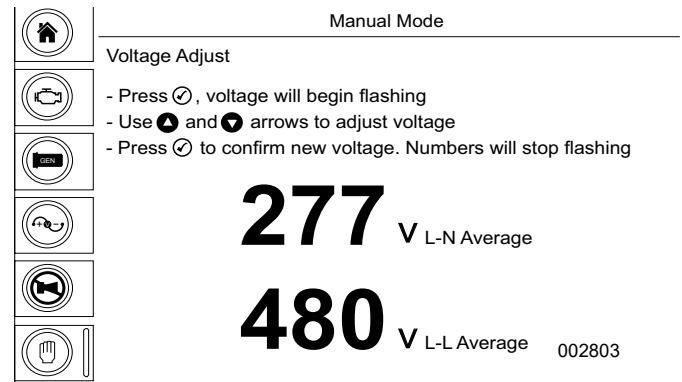 Manual Mode
Voltage Adjust
- Press ✓, voltage will begin flashing
- Use ▲ and ▼ arrows to adjust voltage
- Press ✓ to confirm new voltage. Numbers will stop flashing
GEN
+ V -
277 V L-N Average
480 V L-L Average
002803